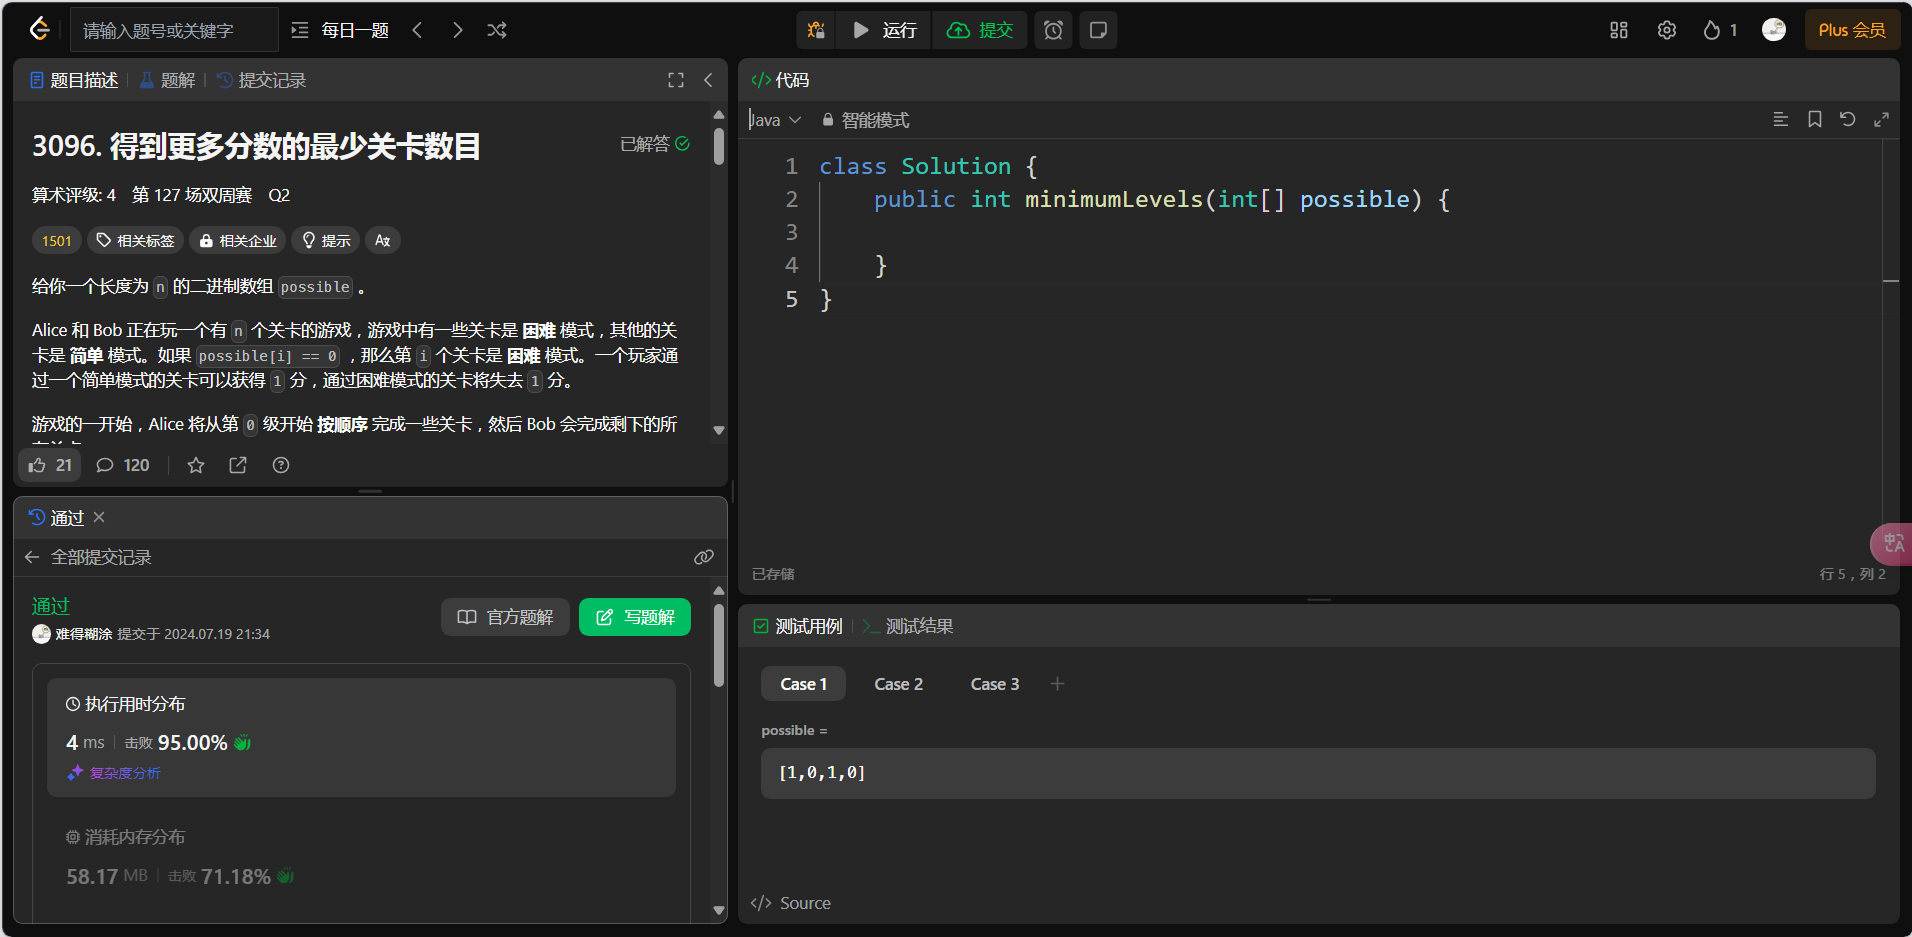 请输入题号或关键字
每日一题
运行
提交
1
Plus 会员
题目描述
题解
提交记录
3096. 得到更多分数的最少关卡数目
已解答
算术评级: 4 第 127 场双周赛 Q2
1501
相关标签
相关企业
提示
给你一个长度为 n 的二进制数组 possible 。
Alice 和 Bob 正在玩一个有 n 个关卡的游戏，游戏中有一些关卡是 困难 模式，其他的关
卡是 简单 模式。如果 possible[i] == 0 ，那么第 i 个关卡是 困难 模式。一个玩家通
过一个简单模式的关卡可以获得 1 分，通过困难模式的关卡将失去 1 分。
游戏的一开始，Alice 将从第 0 级开始 按顺序 完成一些关卡，然后 Bob 会完成剩下的所
21
120
通过
全部提交记录
通过
难得糊涂 提交于 2024.07.19 21:34
官方题解
写题解
执行用时分布
4 ms 击败 95.00%
复杂度分析
消耗内存分布
58.17 MB 击败 71.18%
</> 代码
Java
智能模式
1 class Solution {
2 public int minimumLevels(int[] possible) {
3
4 }
5 }
已存储
行 5，列 2
测试用例
测试结果
Case 1
Case 2
Case 3
possible =
[1,0,1,0]
</> Source